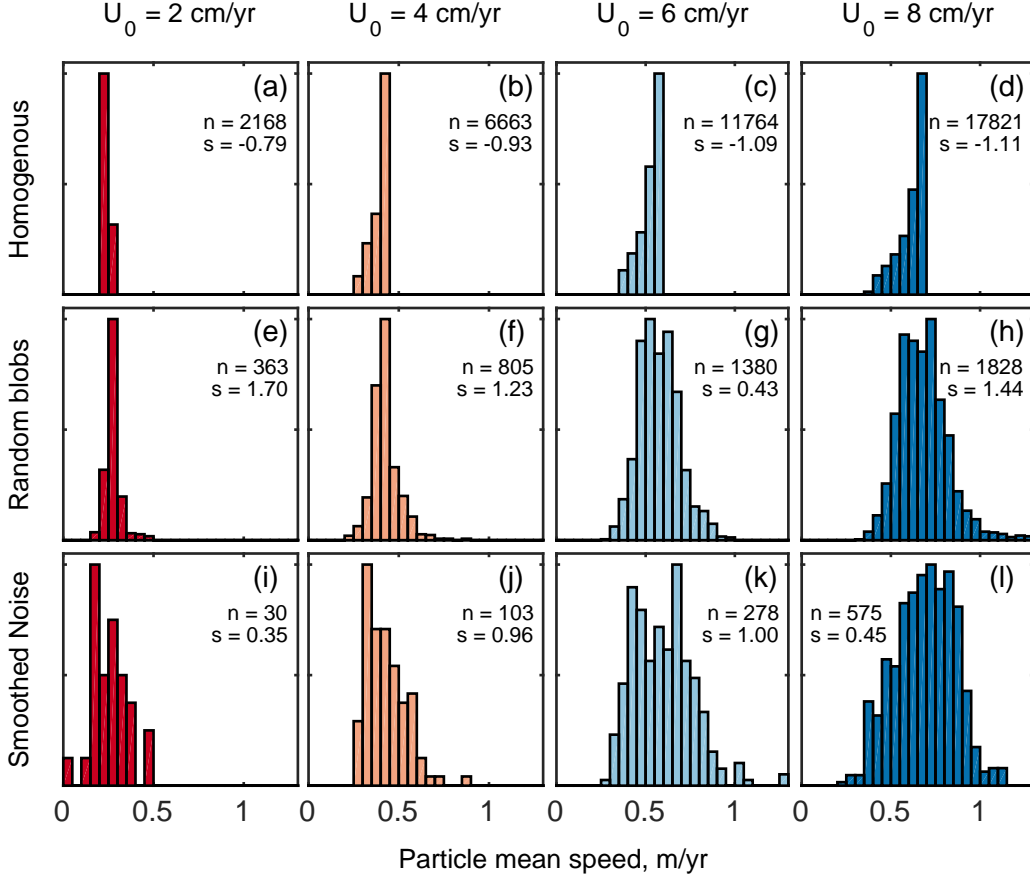 U0 = 2 cm/yr
U0 = 4 cm/yr
U0 = 6 cm/yr
U0 = 8 cm/yr
Homogenous
(a)
n = 2168
s = -0.79
(b)
n = 6663
s = -0.93
(c)
n = 11764
s = -1.09
(d)
n = 17821
s = -1.11
Random blobs
(e)
n = 363
s = 1.70
(f)
n = 805
s = 1.23
(g)
n = 1380
s = 0.43
(h)
n = 1828
s = 1.44
Smoothed Noise
(i)
n = 30
s = 0.35
(j)
n = 103
s = 0.96
(k)
n = 278
s = 1.00
(l)
n = 575
s = 0.45
0 0.5 1
0 0.5 1
0 0.5 1
0 0.5 1
Particle mean speed, m/yr